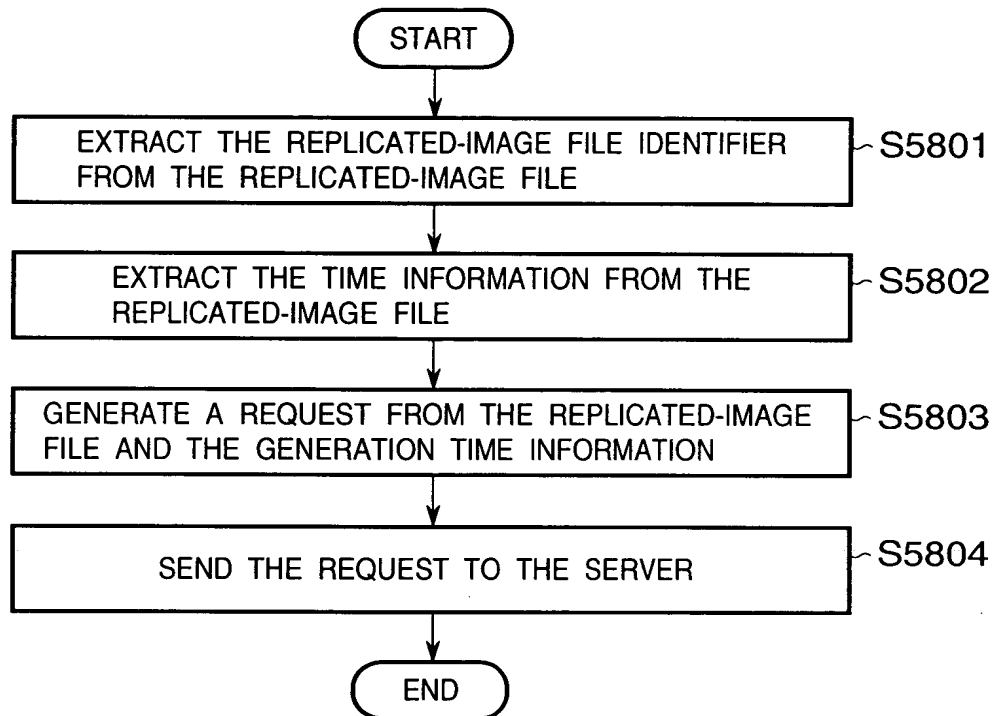 START
EXTRACT THE REPLICATED-IMAGE FILE IDENTIFIER
FROM THE REPLICATED-IMAGE FILE
S5801
EXTRACT THE TIME INFORMATION FROM THE
REPLICATED-IMAGE FILE
S5802
GENERATE A REQUEST FROM THE REPLICATED-IMAGE
FILE AND THE GENERATION TIME INFORMATION
S5803
SEND THE REQUEST TO THE SERVER
S5804
END